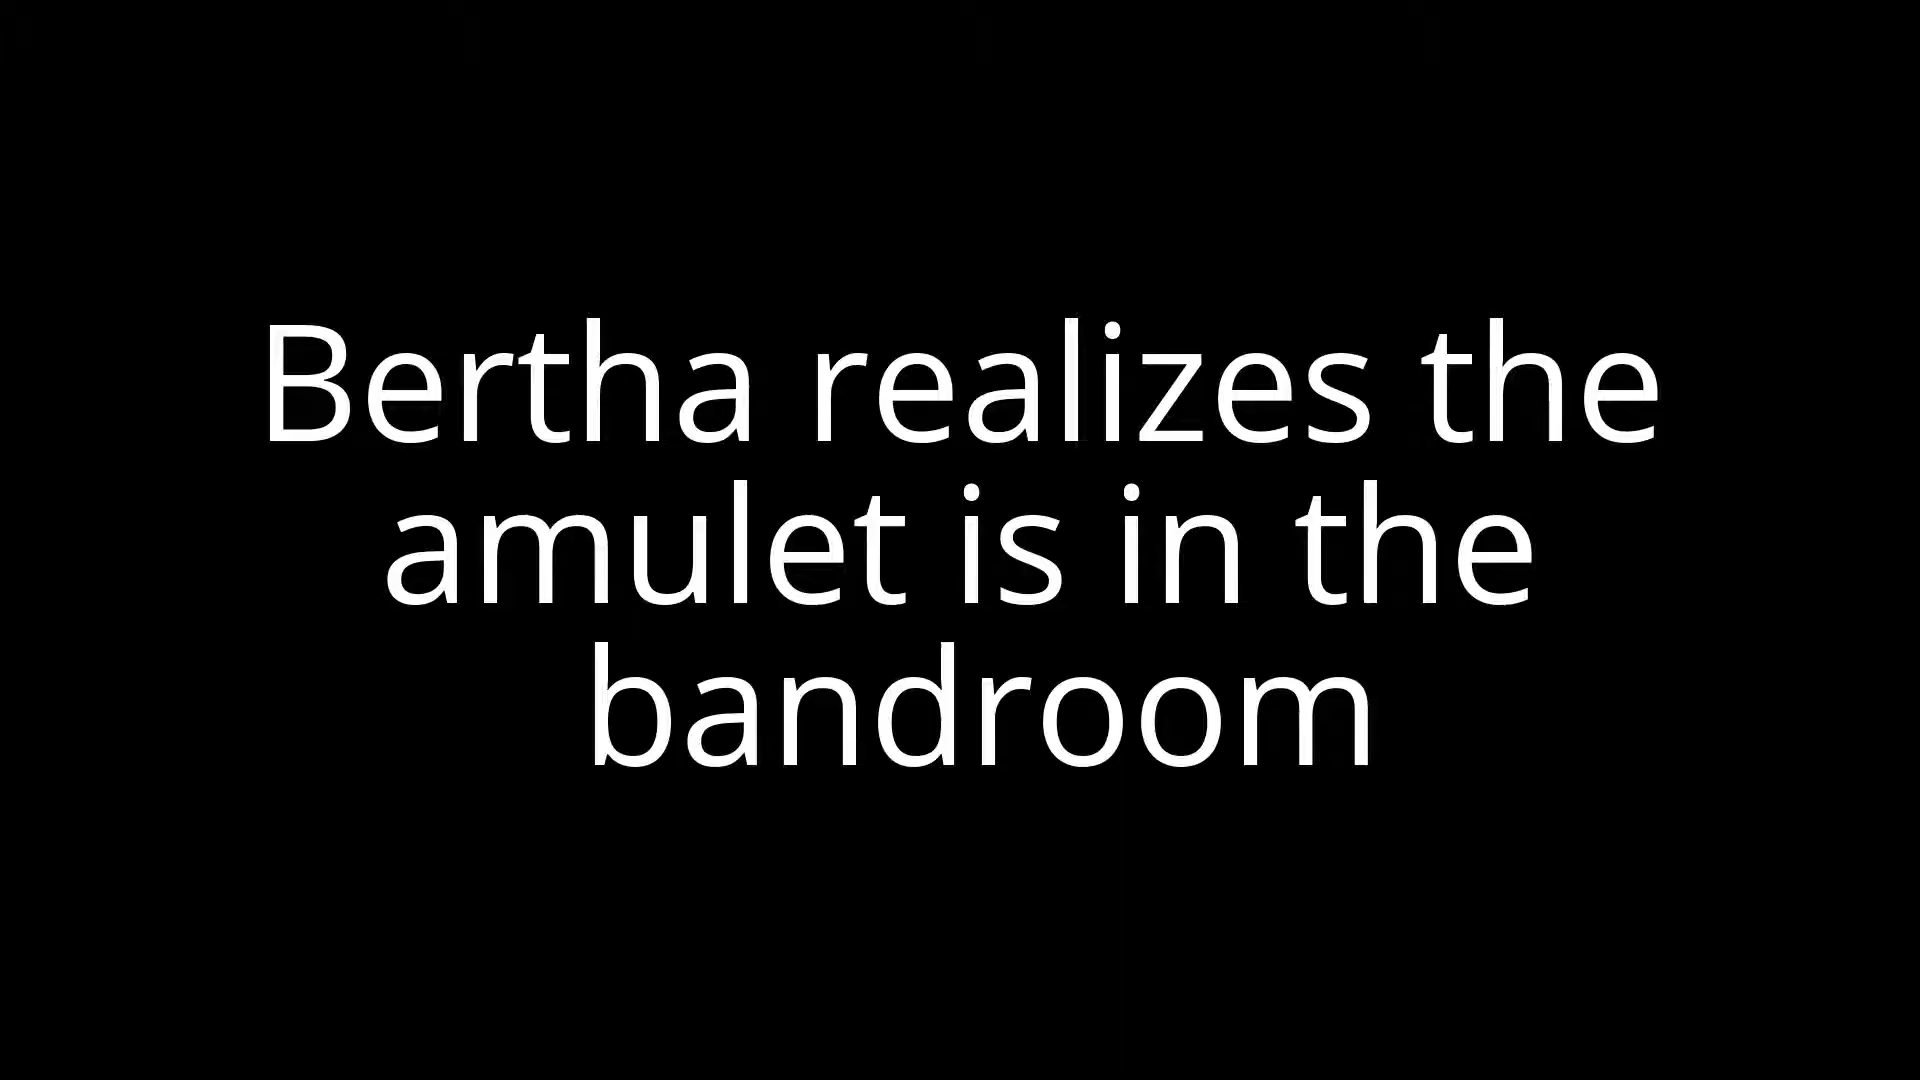 Bertha realizes the
amulet is in the
bandroom